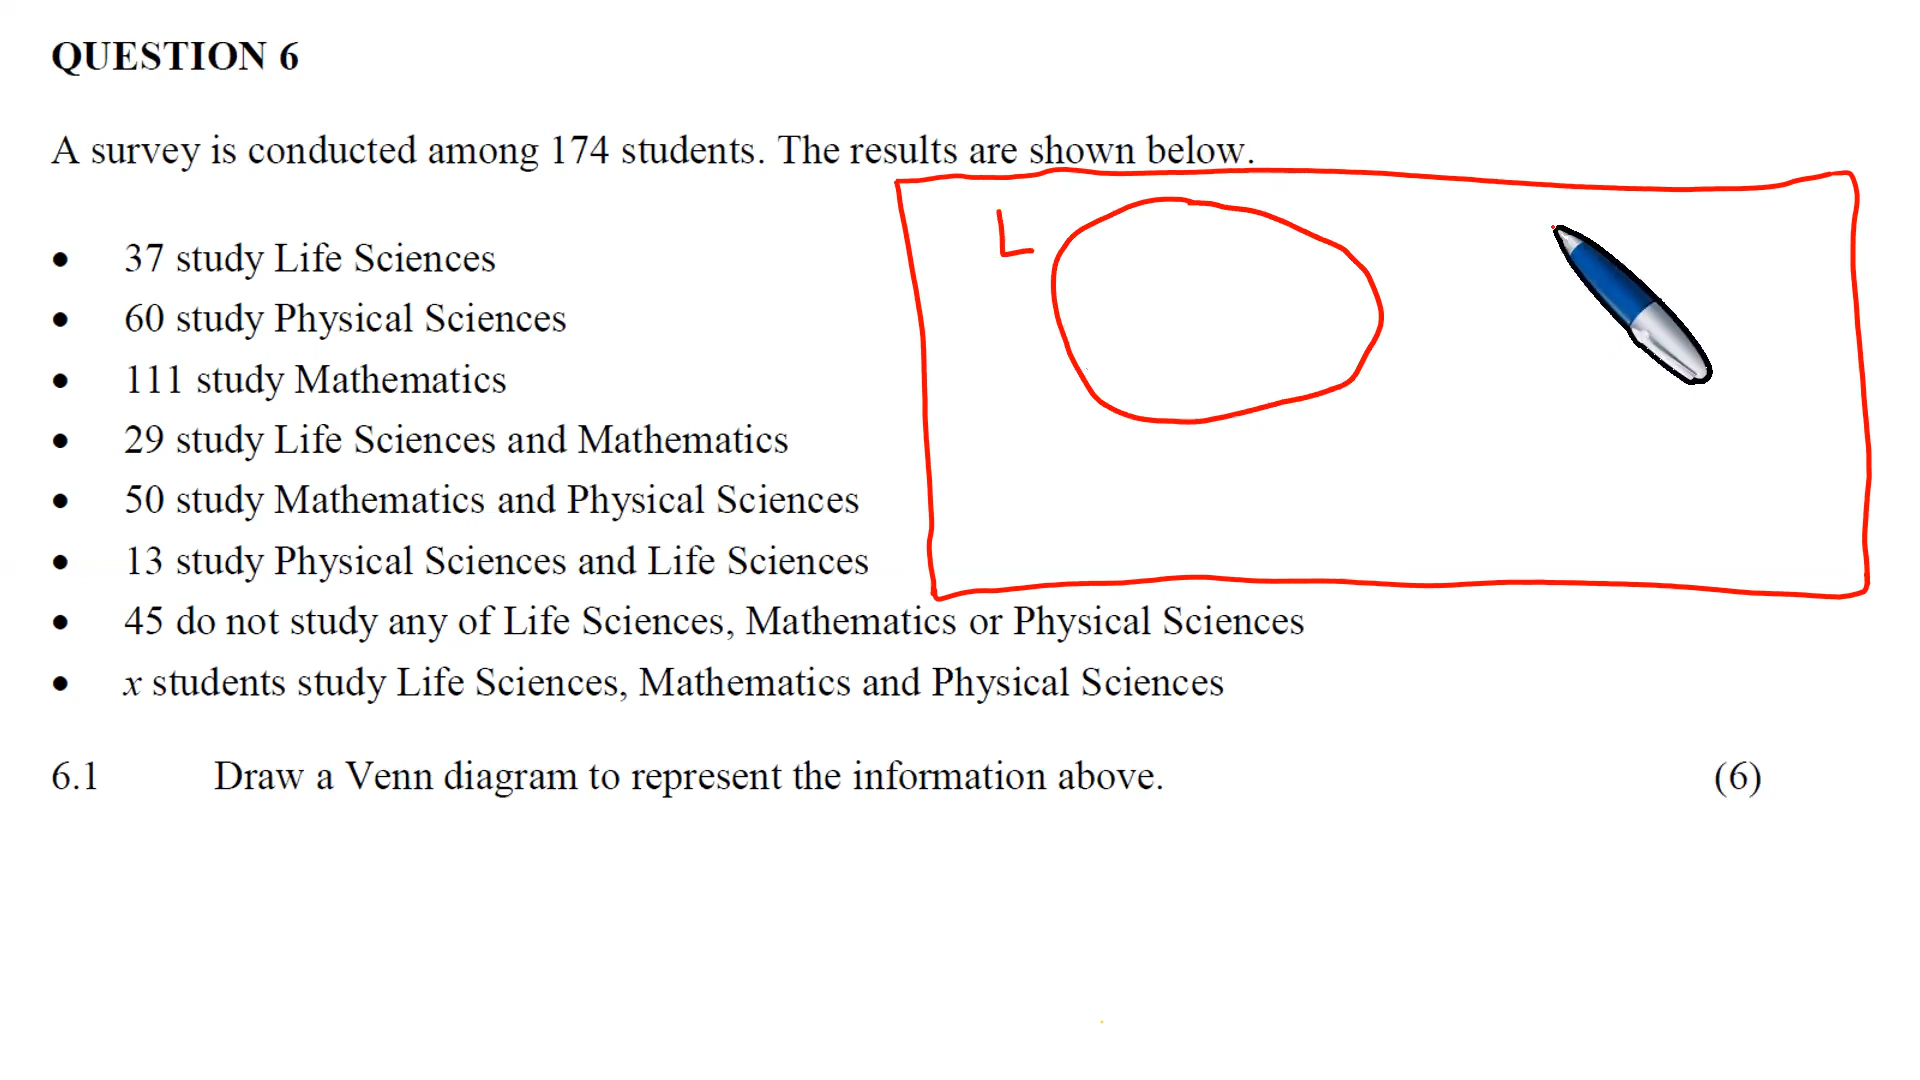 QUESTION 6
A survey is conducted among 174 students. The results are shown below.
L
• 37 study Life Sciences
• 60 study Physical Sciences
• 111 study Mathematics
• 29 study Life Sciences and Mathematics
• 50 study Mathematics and Physical Sciences
• 13 study Physical Sciences and Life Sciences
• 45 do not study any of Life Sciences, Mathematics or Physical Sciences
• x students study Life Sciences, Mathematics and Physical Sciences
6.1 Draw a Venn diagram to represent the information above. (6)